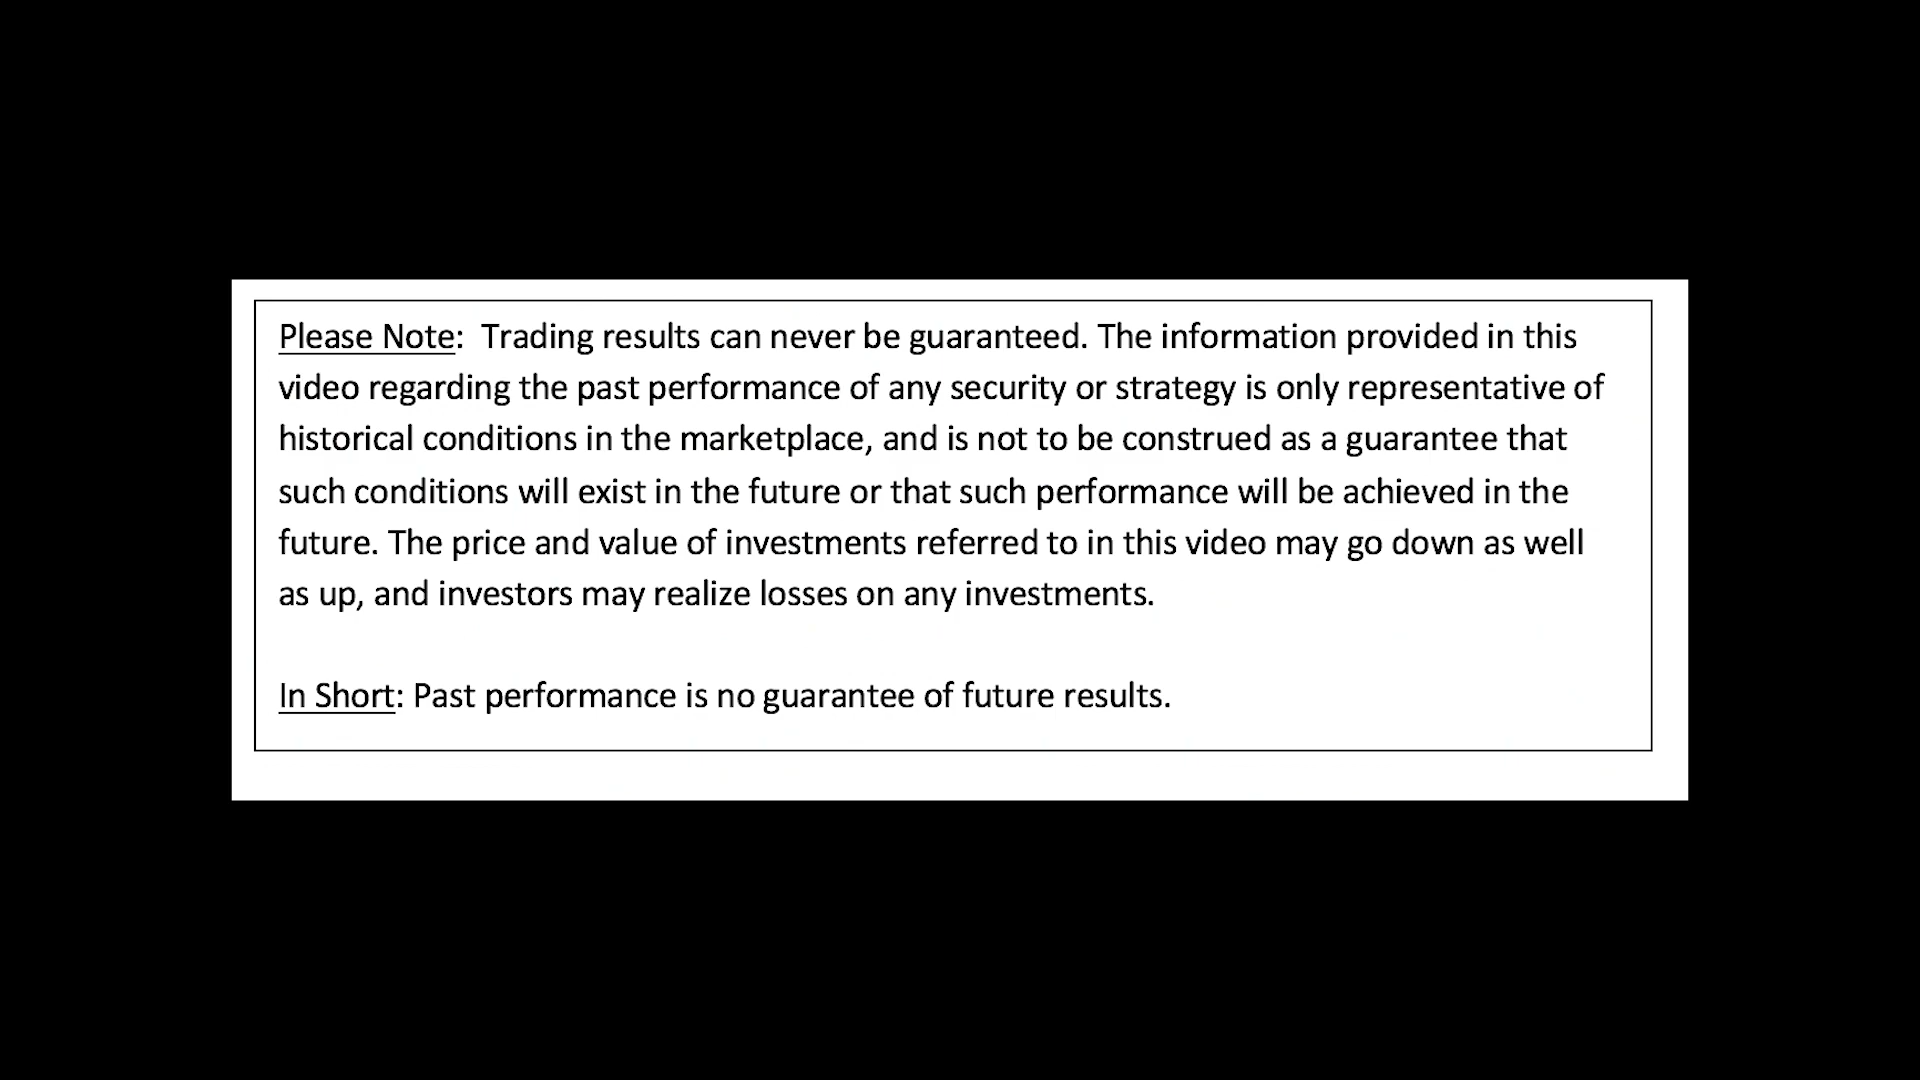 Please Note:  Trading results can never be guaranteed. The information provided in this
video regarding the past performance of any security or strategy is only representative of
historical conditions in the marketplace, and is not to be construed as a guarantee that
such conditions will exist in the future or that such performance will be achieved in the
future. The price and value of investments referred to in this video may go down as well
as up, and investors may realize losses on any investments.
In Short: Past performance is no guarantee of future results.